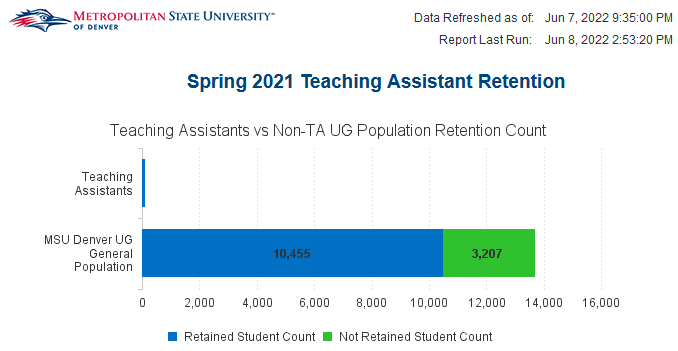 METROPOLITAN STATE UNIVERSITY™
OF DENVER
Data Refreshed as of: Jun 7, 2022 9:35:00 PM
Report Last Run: Jun 8, 2022 2:53:20 PM
Spring 2021 Teaching Assistant Retention
Teaching Assistants vs Non-TA UG Population Retention Count
Teaching
Assistants
MSU Denver UG
General
Population
10,455 3,207
0 2,000 4,000 6,000 8,000 10,000 12,000 14,000 16,000
Retained Student Count Not Retained Student Count